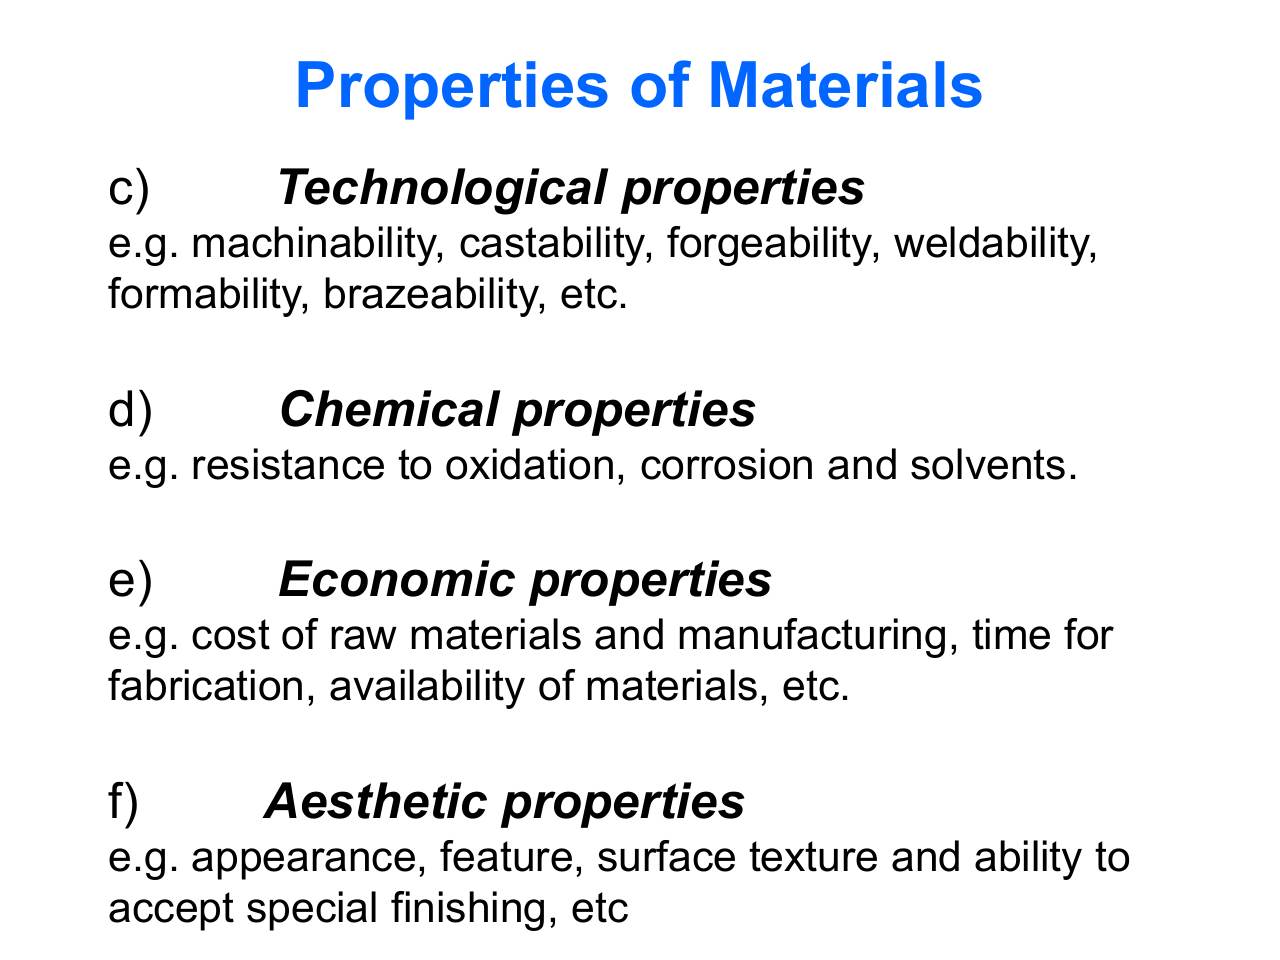 Properties of Materials
c) Technological properties
e.g. machinability, castability, forgeability, weldability,
formability, brazeability, etc.
d) Chemical properties
e.g. resistance to oxidation, corrosion and solvents.
e) Economic properties
e.g. cost of raw materials and manufacturing, time for
fabrication, availability of materials, etc.
f) Aesthetic properties
e.g. appearance, feature, surface texture and ability to
accept special finishing, etc